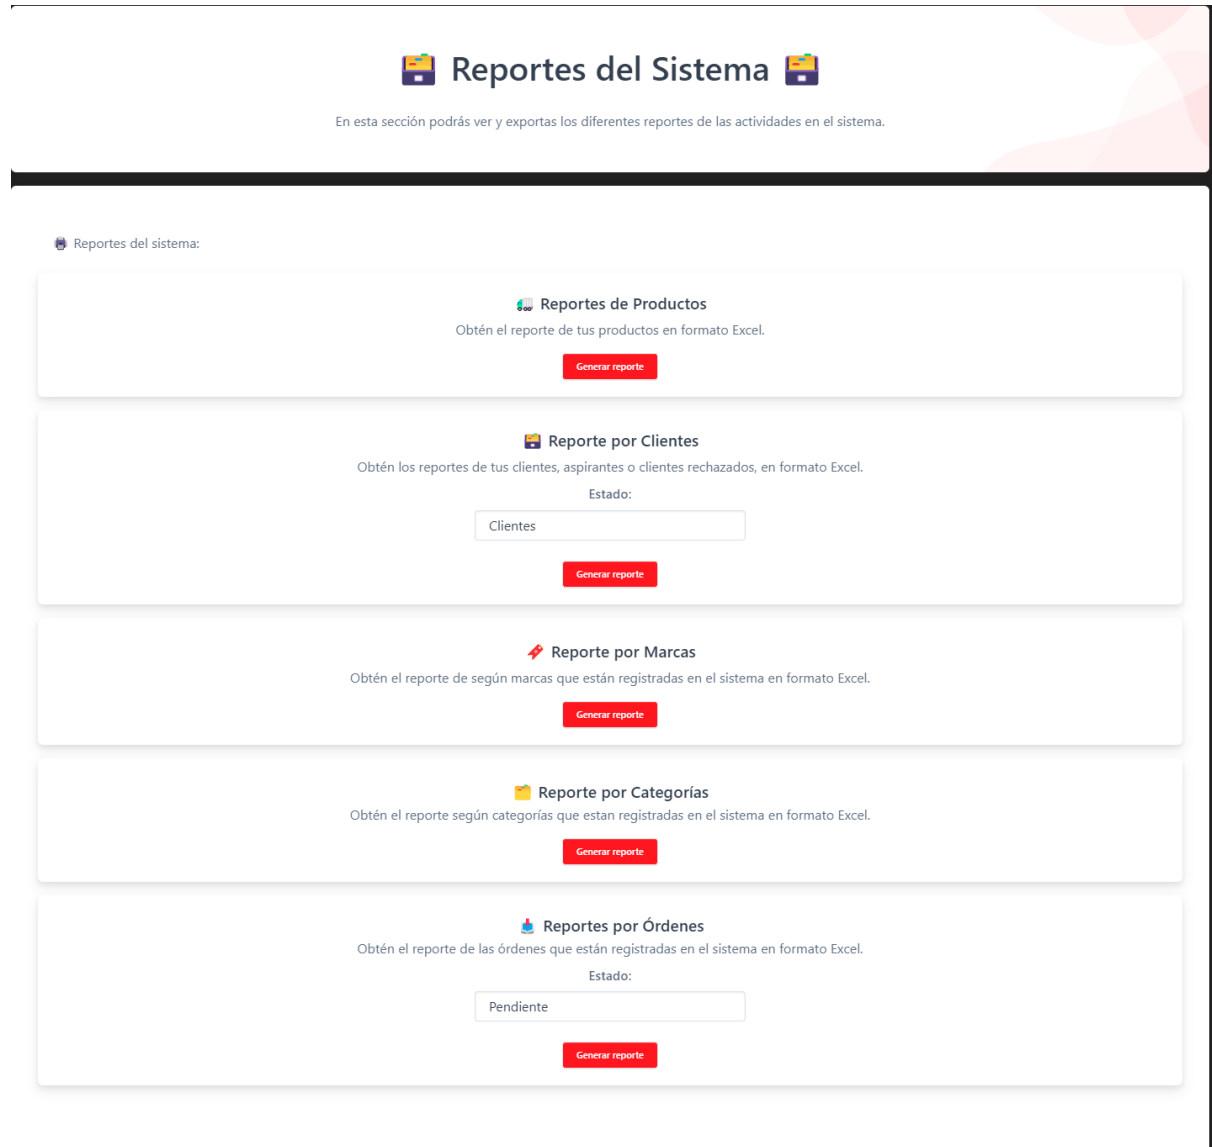 Reportes del Sistema
En esta sección podrás ver y exportas los diferentes reportes de las actividades en el sistema.
Reportes del sistema:
Reportes de Productos
Obtén el reporte de tus productos en formato Excel.
Generar reporte
Reporte por Clientes
Obtén los reportes de tus clientes, aspirantes o clientes rechazados, en formato Excel.
Estado:
Clientes
Generar reporte
Reporte por Marcas
Obtén el reporte de según marcas que están registradas en el sistema en formato Excel.
Generar reporte
Reporte por Categorías
Obtén el reporte según categorías que estan registradas en el sistema en formato Excel.
Generar reporte
Reportes por Órdenes
Obtén el reporte de las órdenes que están registradas en el sistema en formato Excel.
Estado:
Pendiente
Generar reporte